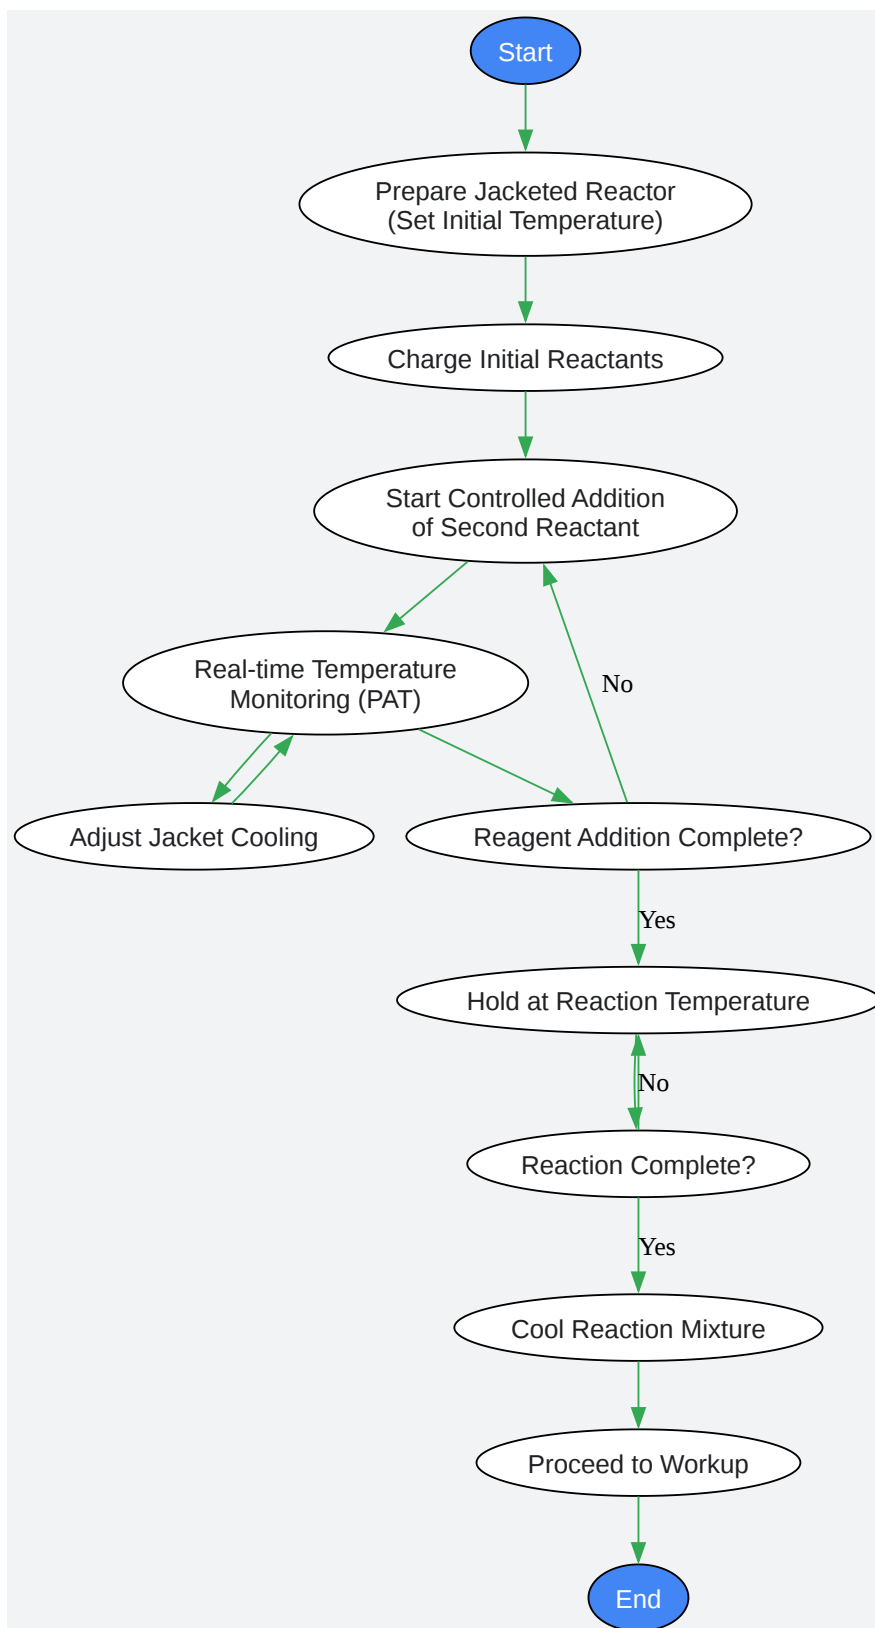 Start
Prepare Jacketed Reactor
(Set Initial Temperature)
Charge Initial Reactants
Start Controlled Addition
of Second Reactant
Real-time Temperature
Monitoring (PAT)
No
Adjust Jacket Cooling
Reagent Addition Complete?
Yes
Hold at Reaction Temperature
No
Reaction Complete?
Yes
Cool Reaction Mixture
Proceed to Workup
End